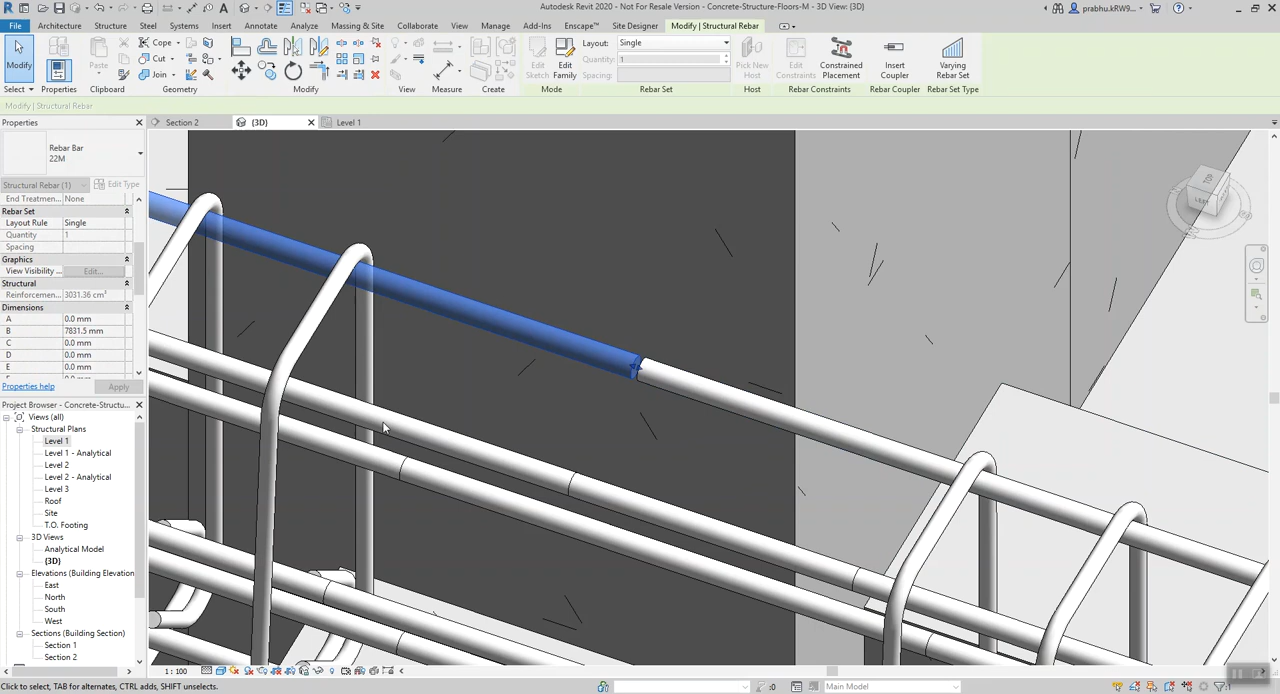 Autodesk Revit 2020 - Not For Resale Version - Concrete-Structure-Floors-M - 3D View: {3D}
prabhu.kRW9...
File Architecture Structure Steel Systems Insert Annotate Analyze Massing & Site Collaborate View Manage Add-Ins Enscape™ Site Designer Modify | Structural Rebar
Modify
Properties
Paste
Cope
Cut
Join
Edit Sketch
Edit Family
Layout: Single
Quantity: 1
Spacing:
Pick New Host
Edit Constraints
Constrained Placement
Insert Coupler
Varying Rebar Set
Select Properties Clipboard Geometry Modify View Measure Create Mode Rebar Set Host Rebar Constraints Rebar Coupler Rebar Set Type
Modify | Structural Rebar
Properties
Section 2 {3D} Level 1
Rebar Bar
22M
Structural Rebar (1) Edit Type
End Treatmen... None
Rebar Set
Layout Rule Single
Quantity 1
Spacing
Graphics
View Visibility ... Edit...
Structural
Reinforcemen... 3031.36 cm³
Dimensions
A 0.0 mm
B 7831.5 mm
C 0.0 mm
D 0.0 mm
E 0.0 mm
Properties help Apply
Project Browser - Concrete-Structu...
Views (all)
Structural Plans
Level 1
Level 1 - Analytical
Level 2
Level 2 - Analytical
Level 3
Roof
Site
T.O. Footing
3D Views
Analytical Model
{3D}
Elevations (Building Elevation
East
North
South
West
Sections (Building Section)
Section 1
Section 2
TOP
LEFT
1 : 100
Click to select, TAB for alternates, CTRL adds, SHIFT unselects.
:0
Main Model
:1